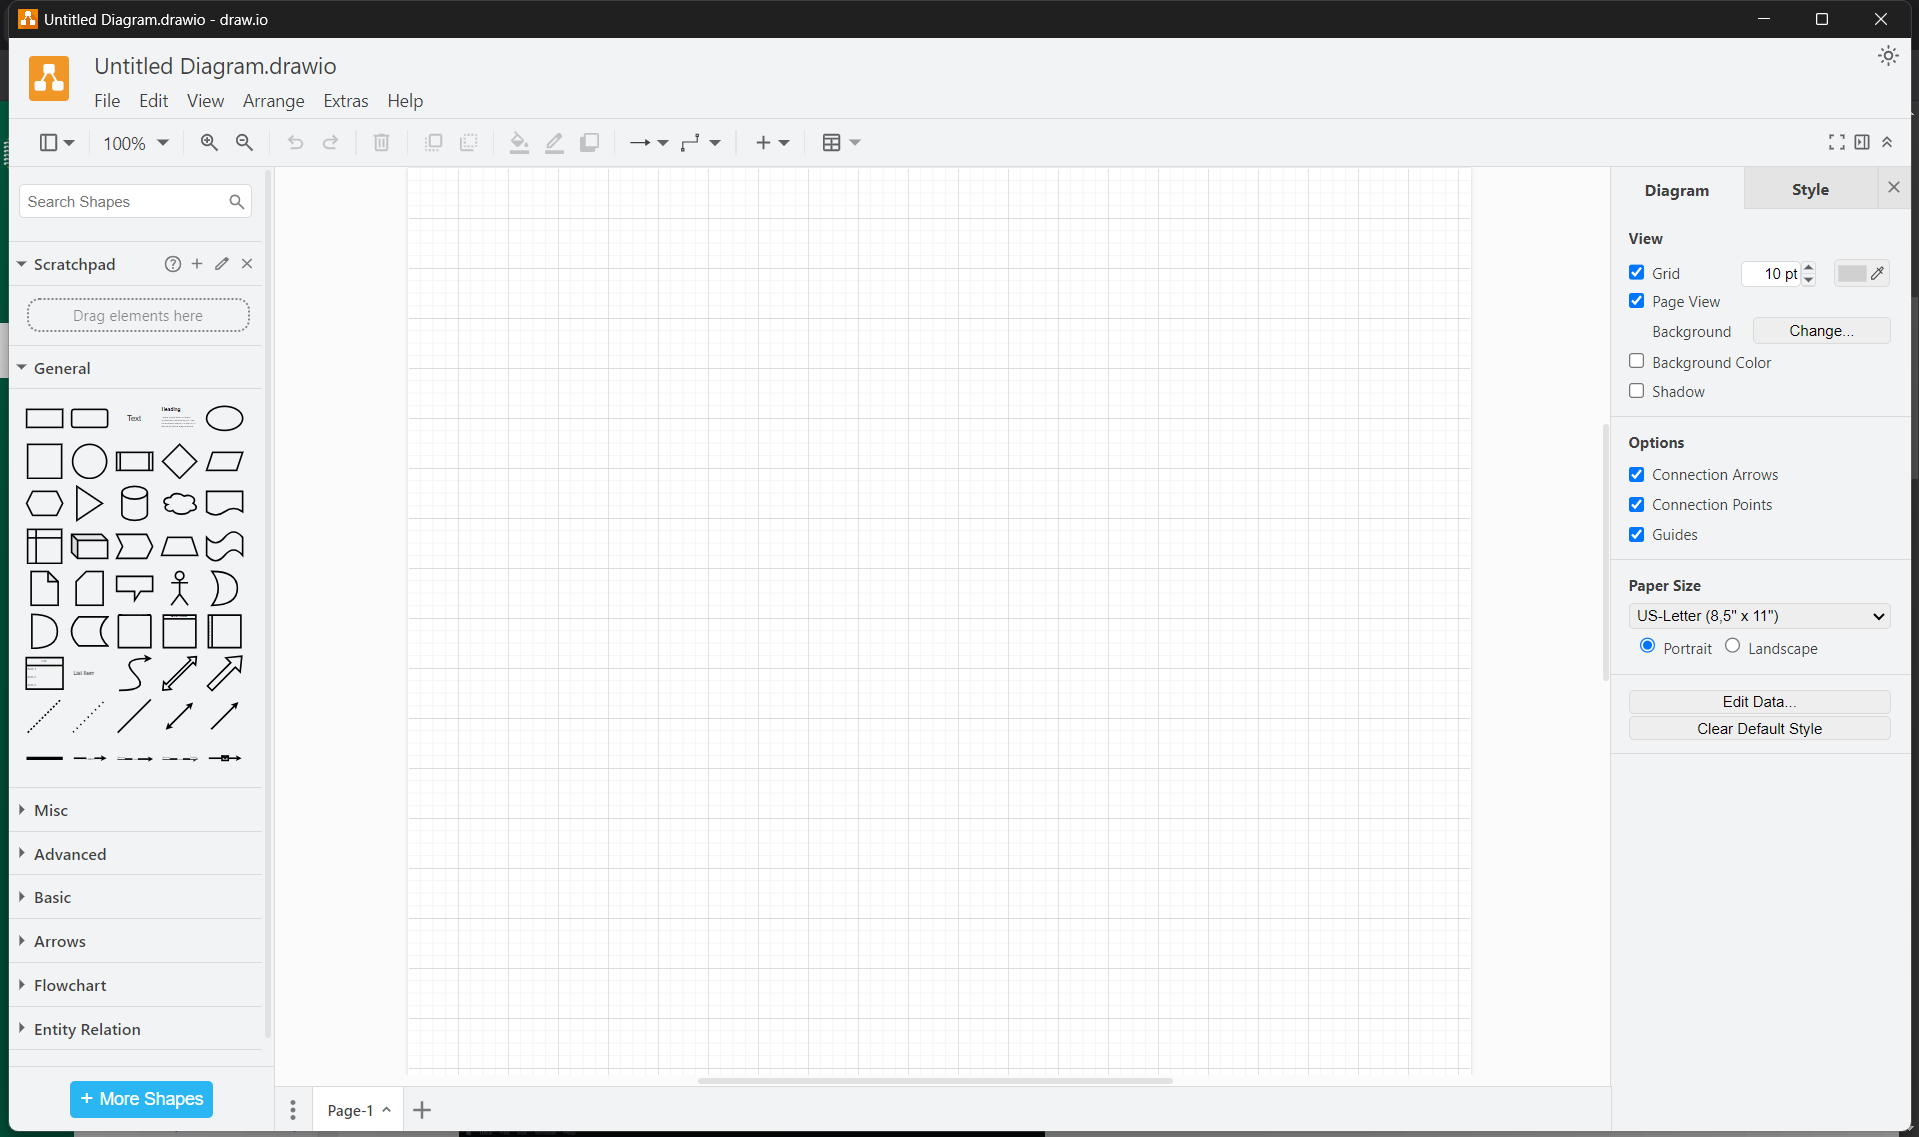 Untitled Diagram.drawio - draw.io
Untitled Diagram.drawio
File Edit View Arrange Extras Help
100%
Search Shapes
Scratchpad
Drag elements here
General
Text
Heading
List Item
Misc
Advanced
Basic
Arrows
Flowchart
Entity Relation
+ More Shapes
Page-1
Diagram Style
View
Grid 10 pt
Page View
Background Change...
Background Color
Shadow
Options
Connection Arrows
Connection Points
Guides
Paper Size
US-Letter (8,5" x 11")
Portrait Landscape
Edit Data...
Clear Default Style